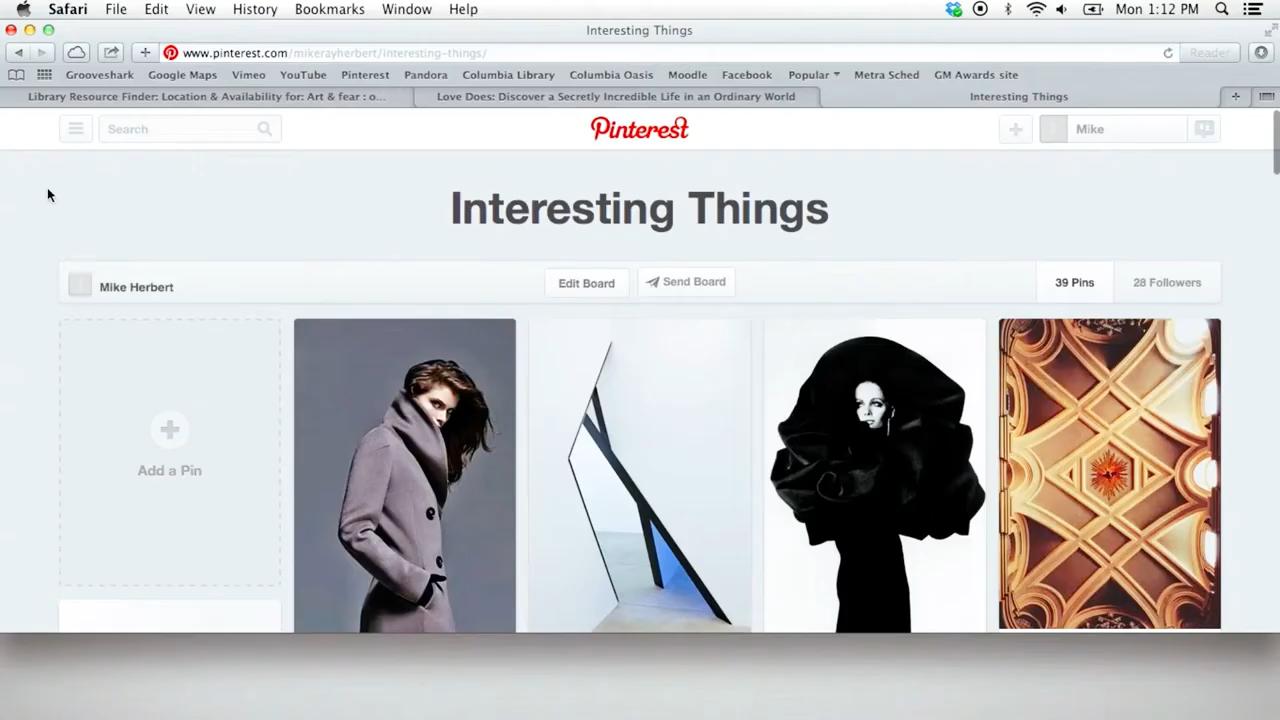 Safari File Edit View History Bookmarks Window Help Mon 1:12 PM
Interesting Things
www.pinterest.com/mikerayherbert/interesting-things/ Reader
Grooveshark Google Maps Vimeo YouTube Pinterest Pandora Columbia Library Columbia Oasis Moodle Facebook Popular Metra Sched GM Awards site
Library Resource Finder: Location & Availability for: Art & fear : o... Love Does: Discover a Secretly Incredible Life in an Ordinary World Interesting Things
Search Pinterest Mike
Interesting Things
Mike Herbert Edit Board Send Board 39 Pins 28 Followers
Add a Pin